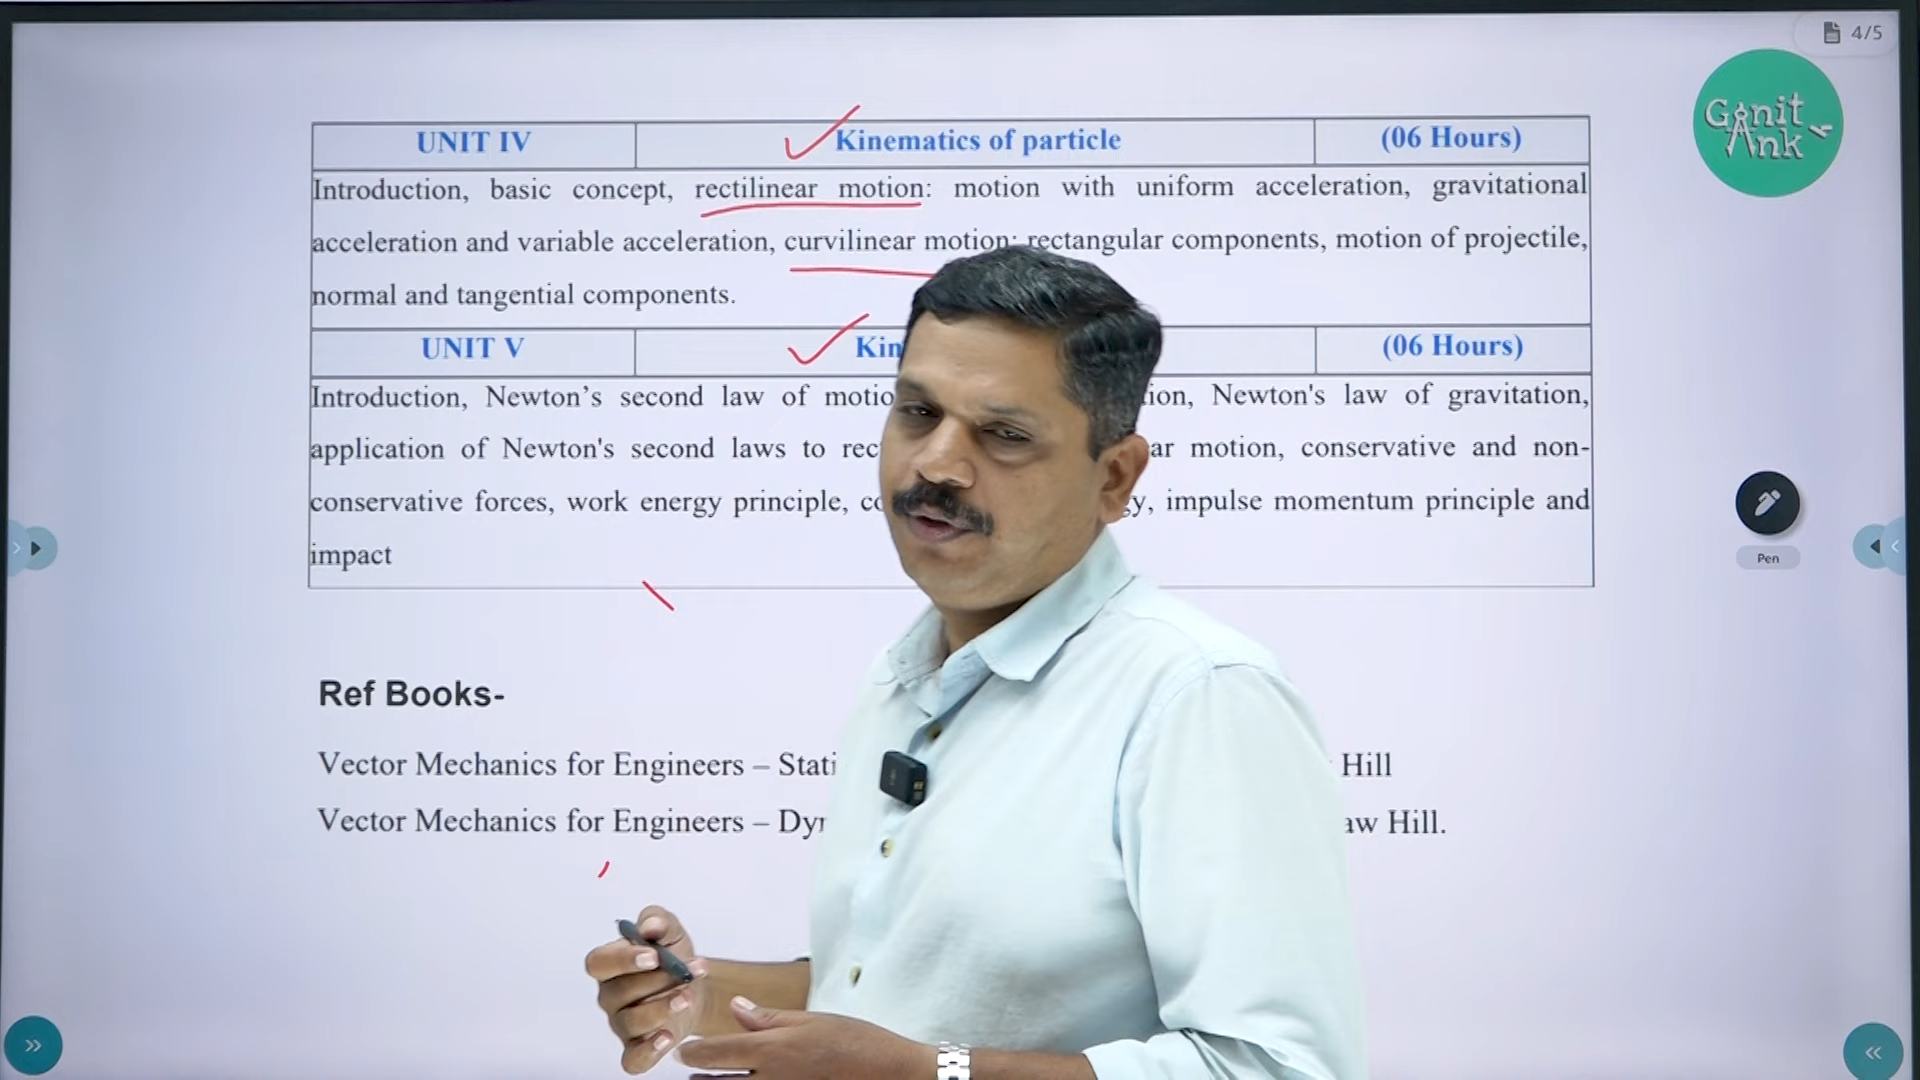 4/5
Ganit Ank
UNIT IV Kinematics of particle (06 Hours)
Introduction, basic concept, rectilinear motion: motion with uniform acceleration, gravitational
acceleration and variable acceleration, curvilinear motion: rectangular components, motion of projectile,
normal and tangential components.
UNIT V Kin (06 Hours)
Introduction, Newton’s second law of motio ion, Newton's law of gravitation,
application of Newton's second laws to rec ar motion, conservative and non-
conservative forces, work energy principle, co gy, impulse momentum principle and
impact
Pen
Ref Books-
Vector Mechanics for Engineers – Stati Hill
Vector Mechanics for Engineers – Dyn aw Hill.